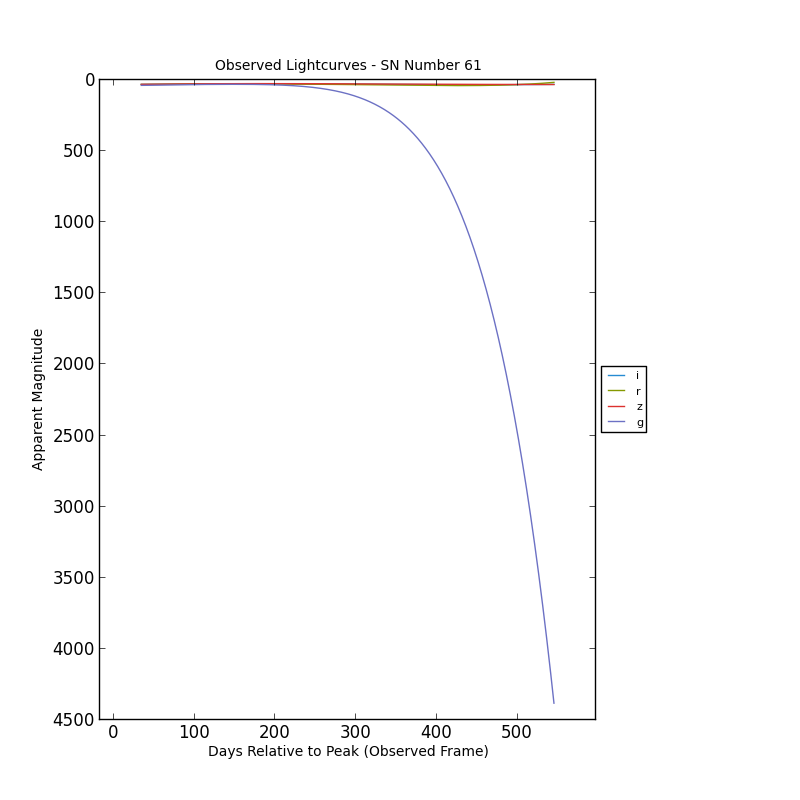 Observed Lightcurves - SN Number 61
0
500
1000
1500
2000
2500
3000
3500
4000
4500
Apparent Magnitude
0 100 200 300 400 500
Days Relative to Peak (Observed Frame)
i
r
z
g